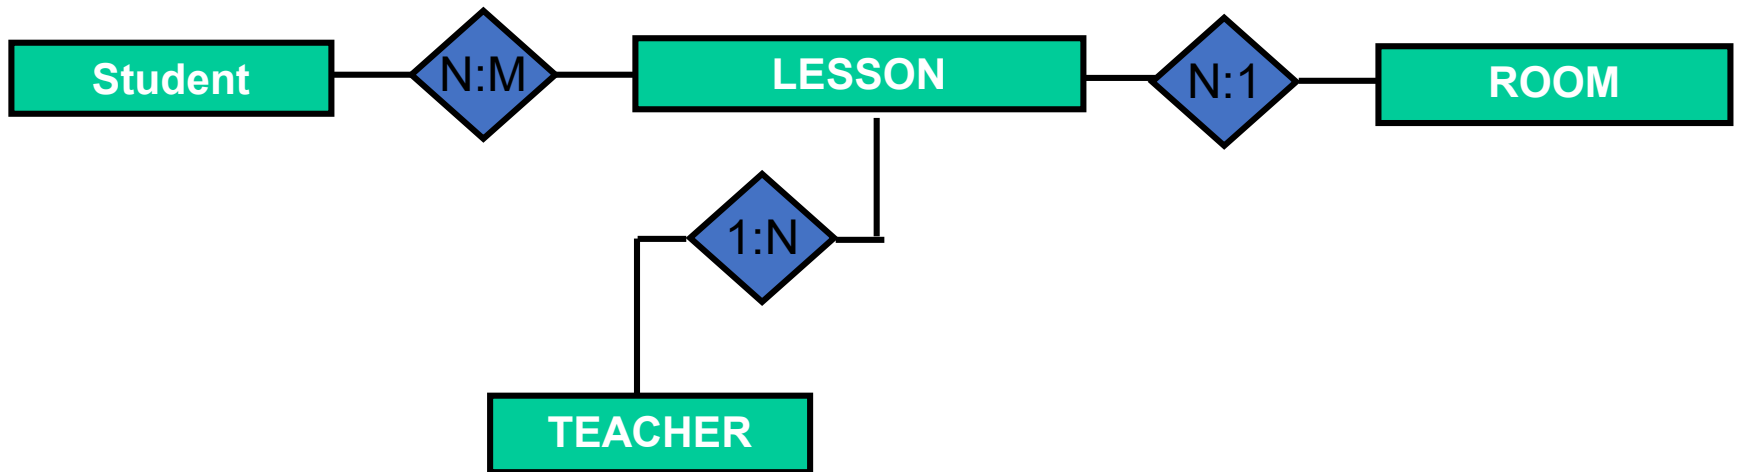 Student
N:M
LESSON
N:1
ROOM
1:N
TEACHER